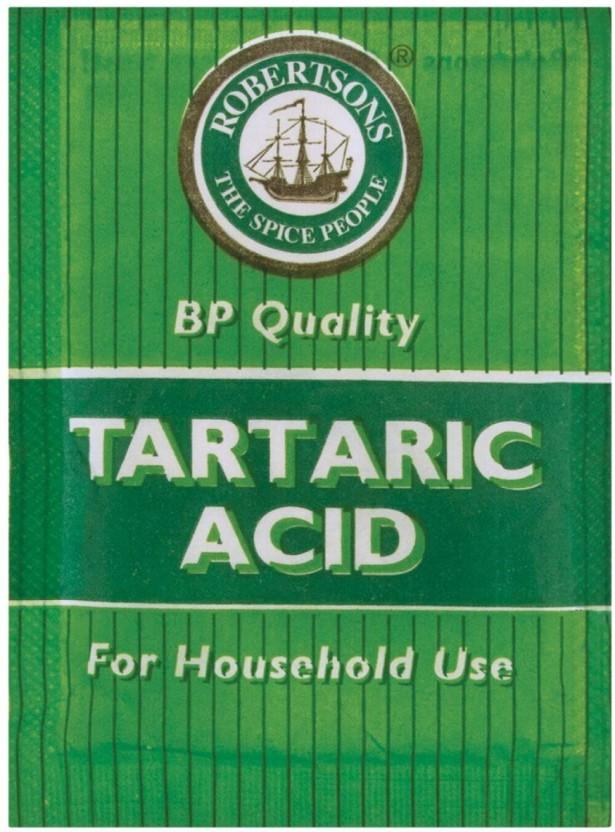 ROBERTSONS
®
THE SPICE PEOPLE
BP Quality
TARTARIC
ACID
For Household Use